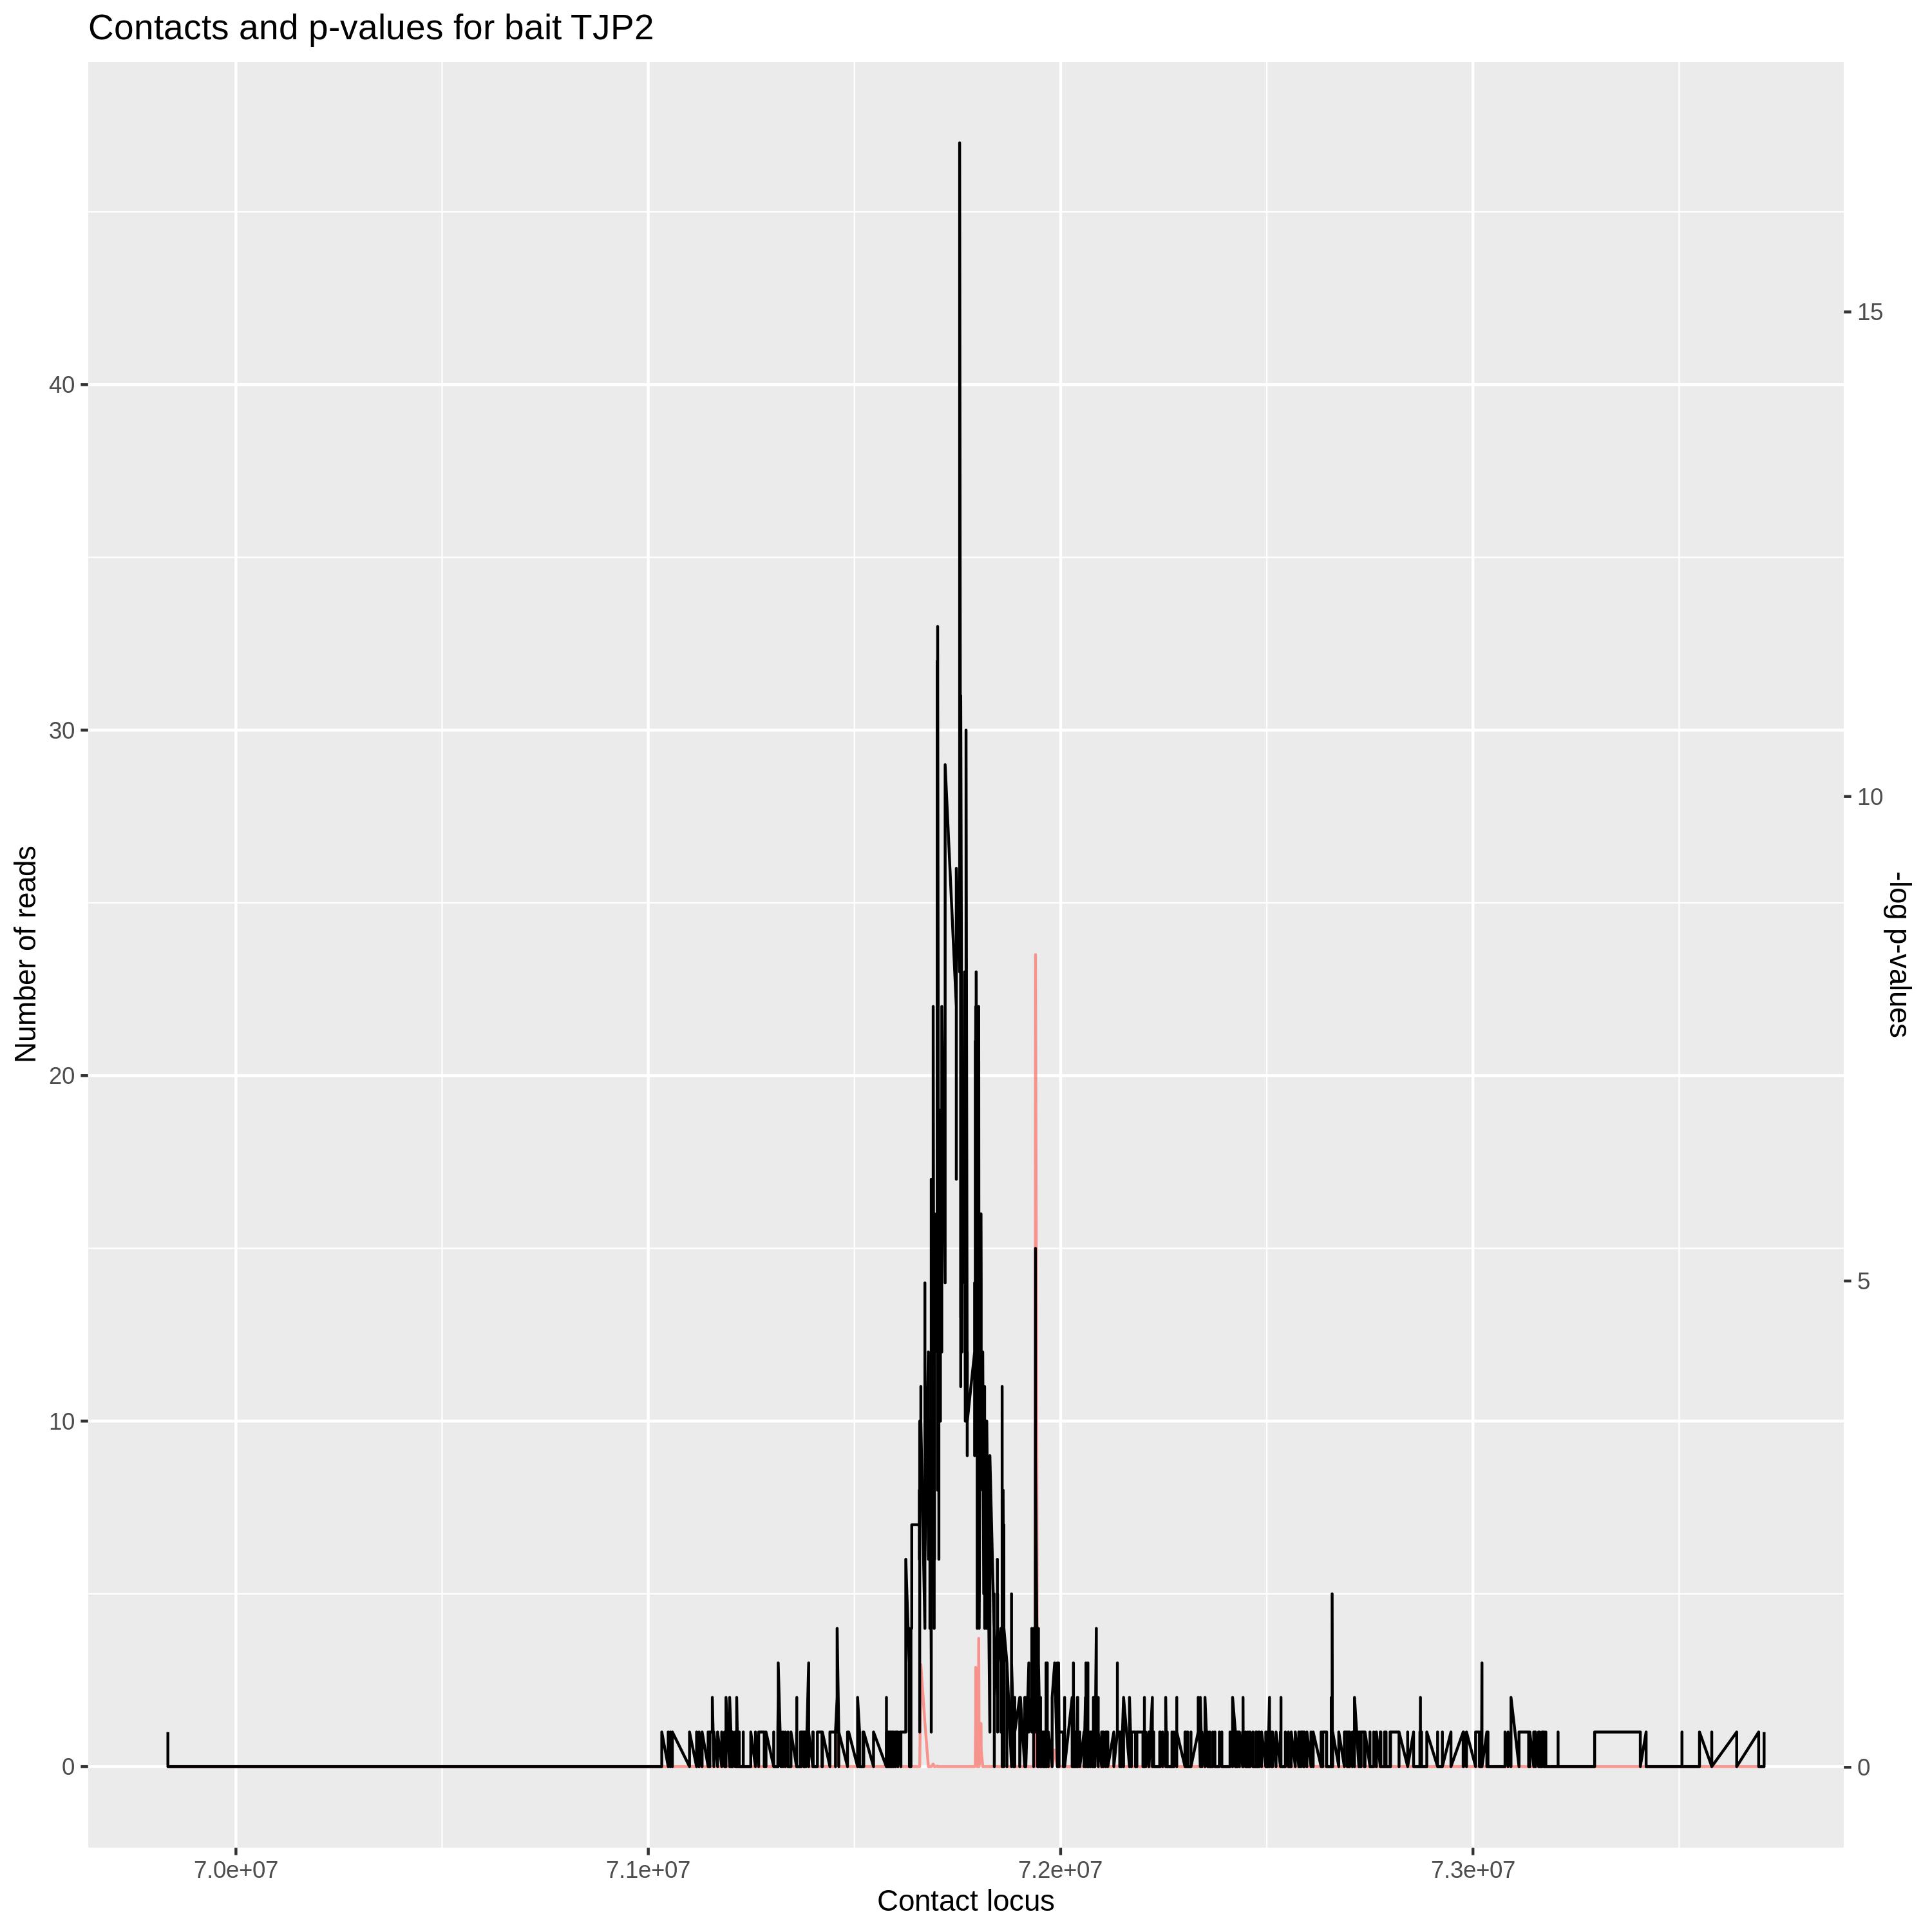 Contacts and p-values for bait TJP2
Number of reads
40
30
20
10
0
15
10
5
0
-log p-values
7.0e+07
7.1e+07
7.2e+07
7.3e+07
Contact locus